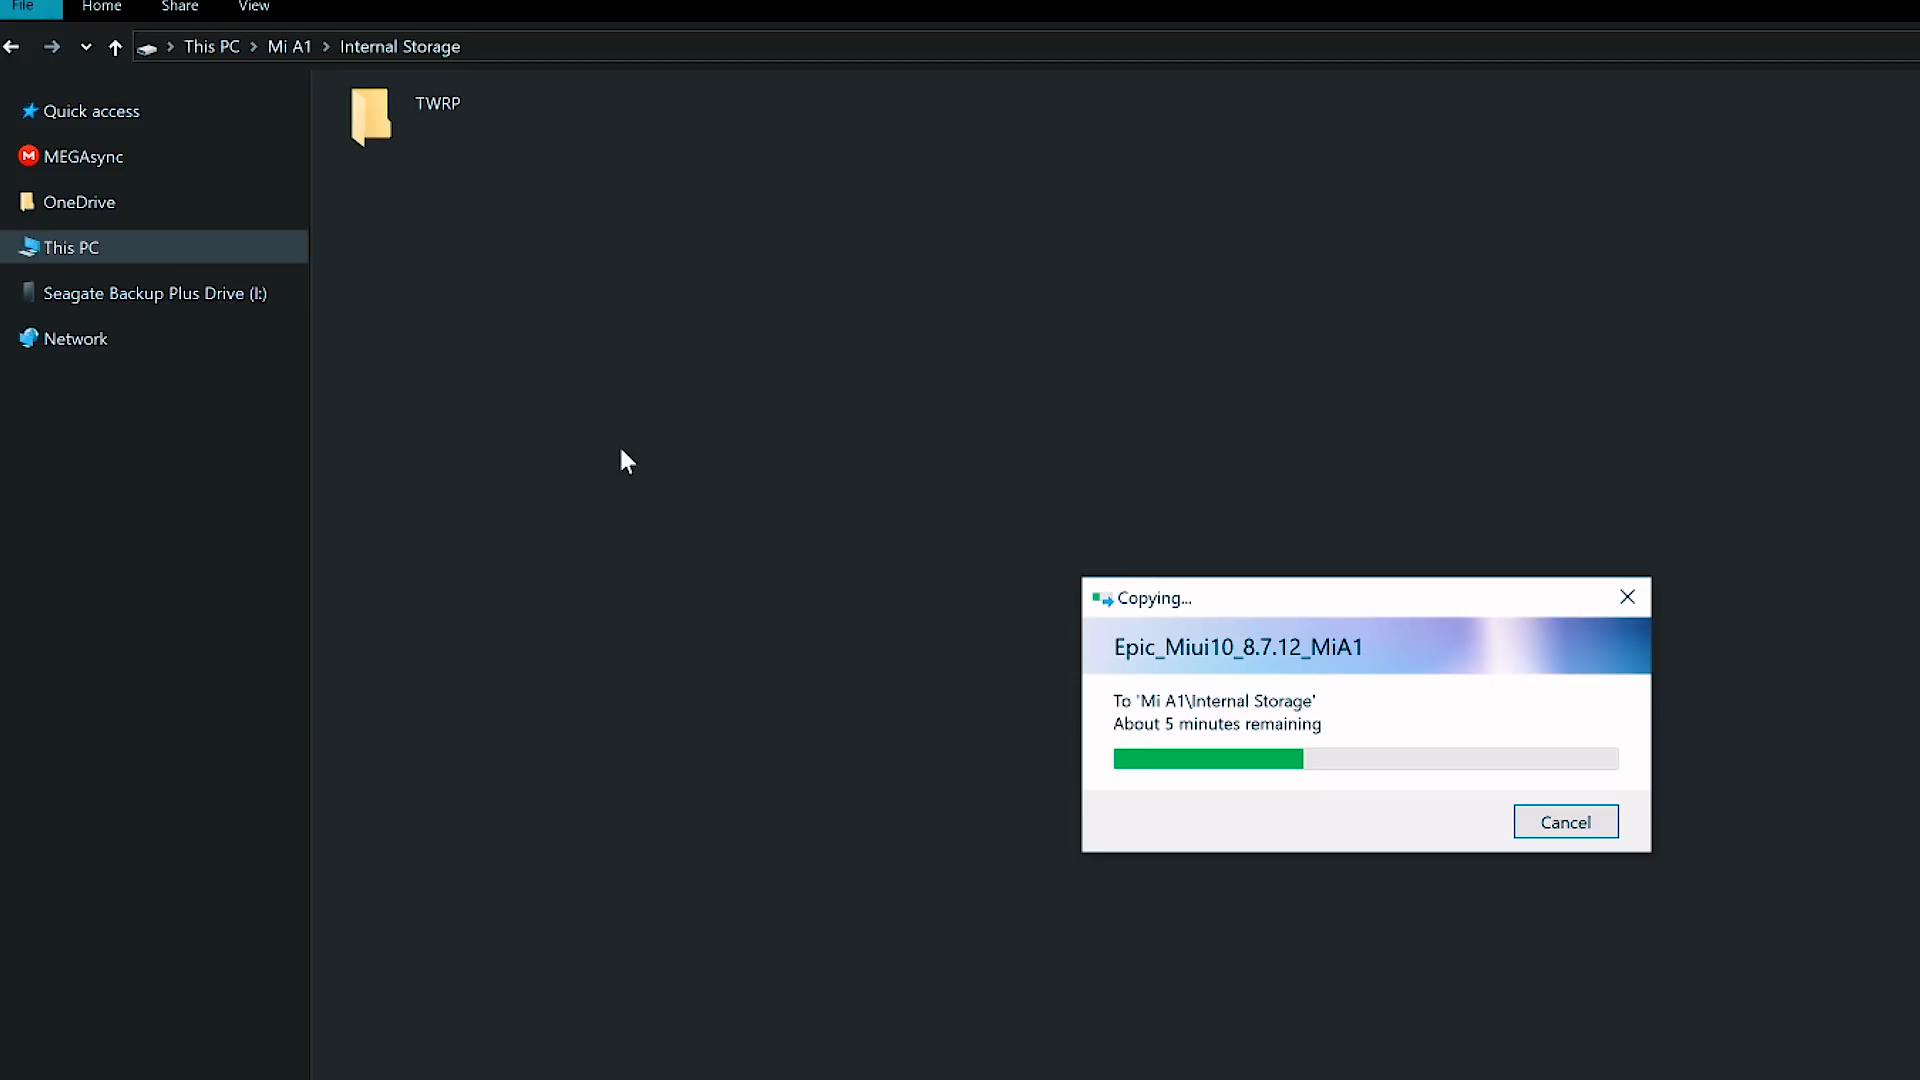 File Home Share View
This PC > Mi A1 > Internal Storage
TWRP
Quick access
MEGAsync
OneDrive
This PC
Seagate Backup Plus Drive (I:)
Network
Copying...
Epic_Miui10_8.7.12_MiA1
To 'Mi A1\Internal Storage'
About 5 minutes remaining
Cancel